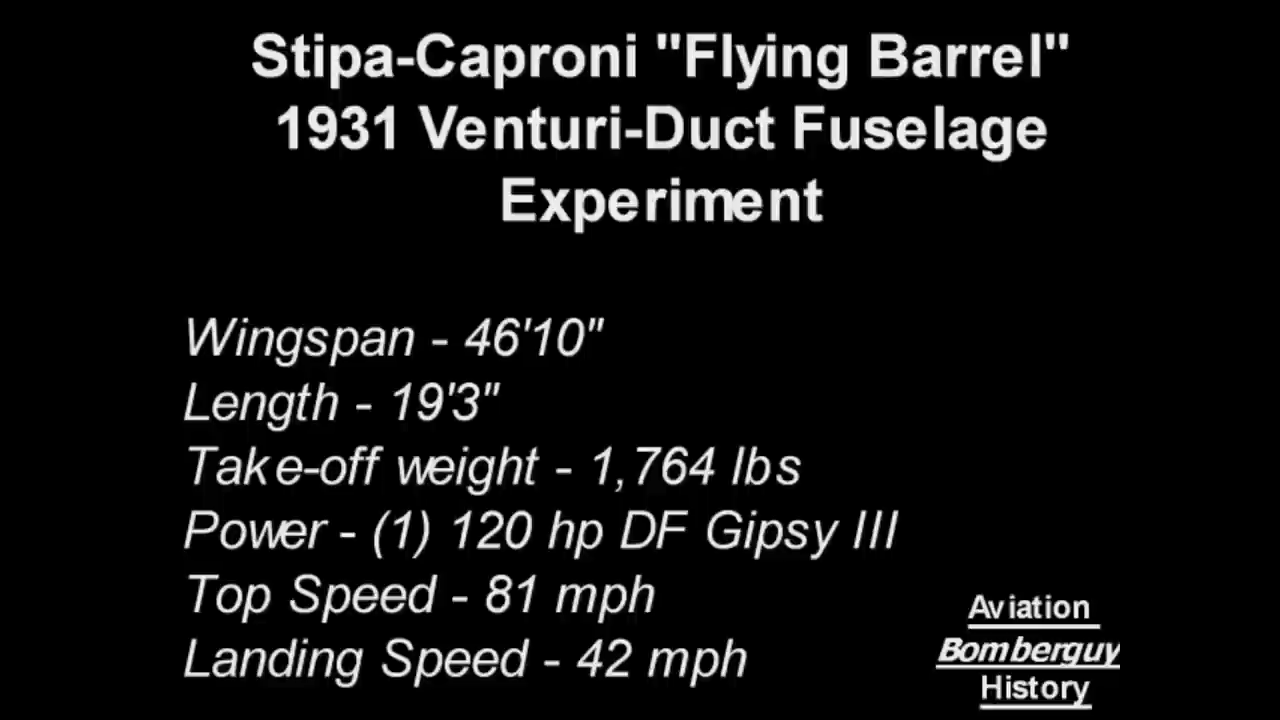 Stipa-Caproni "Flying Barrel"
1931 Venturi-Duct Fuselage
Experiment
Wingspan - 46'10"
Length - 19'3"
Take-off weight - 1,764 lbs
Power - (1) 120 hp DF Gipsy III
Top Speed - 81 mph
Landing Speed - 42 mph
Aviation
Bomberguy
History